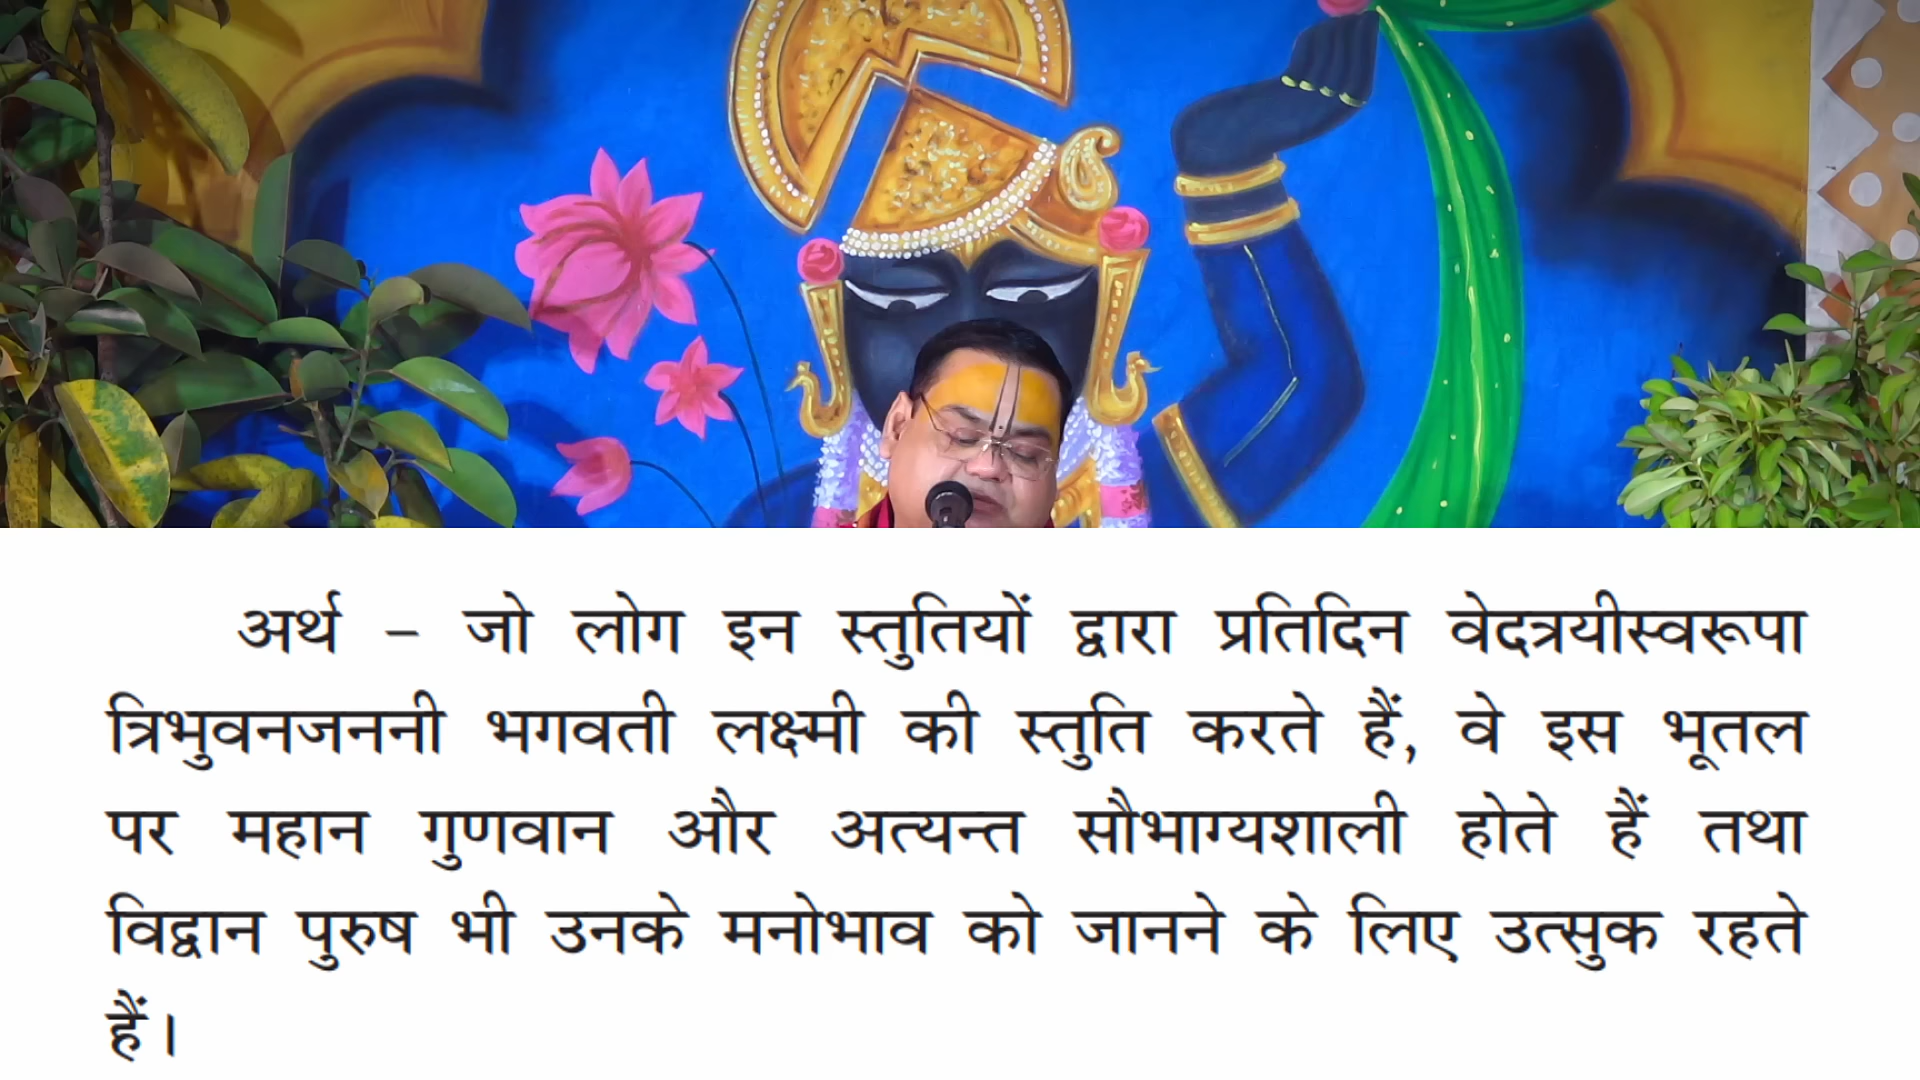 अर्थ – जो लोग इन स्तुतियों द्वारा प्रतिदिन वेदत्रयीस्वरूपा
त्रिभुवनजननी भगवती लक्ष्मी की स्तुति करते हैं, वे इस भूतल
पर महान गुणवान और अत्यन्त सौभाग्यशाली होते हैं तथा
विद्वान पुरुष भी उनके मनोभाव को जानने के लिए उत्सुक रहते
हैं।